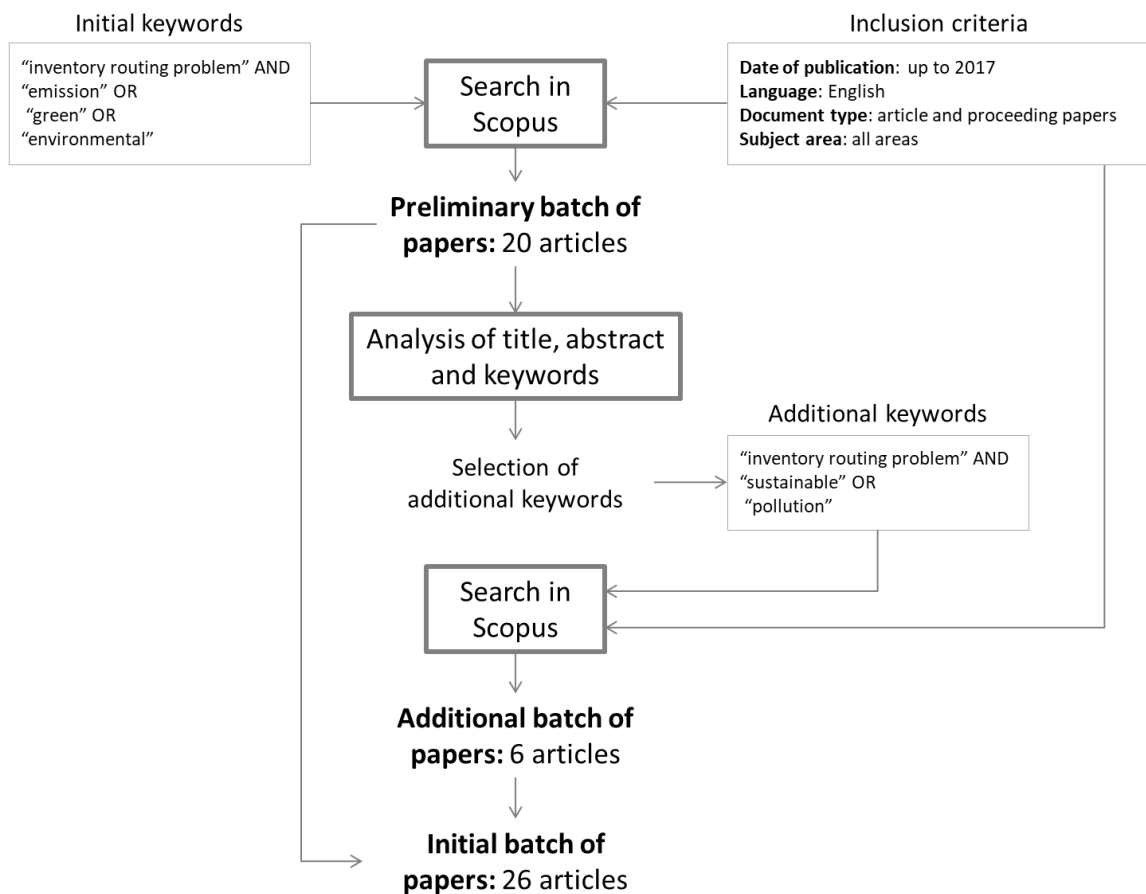 Initial keywords
“inventory routing problem” AND
“emission” OR
“green” OR
“environmental”
Search in
Scopus
Inclusion criteria
Date of publication: up to 2017
Language: English
Document type: article and proceeding papers
Subject area: all areas
Preliminary batch of
papers: 20 articles
Analysis of title, abstract
and keywords
Selection of
additional keywords
Additional keywords
“inventory routing problem” AND
“sustainable” OR
“pollution”
Search in
Scopus
Additional batch of
papers: 6 articles
Initial batch of
papers: 26 articles